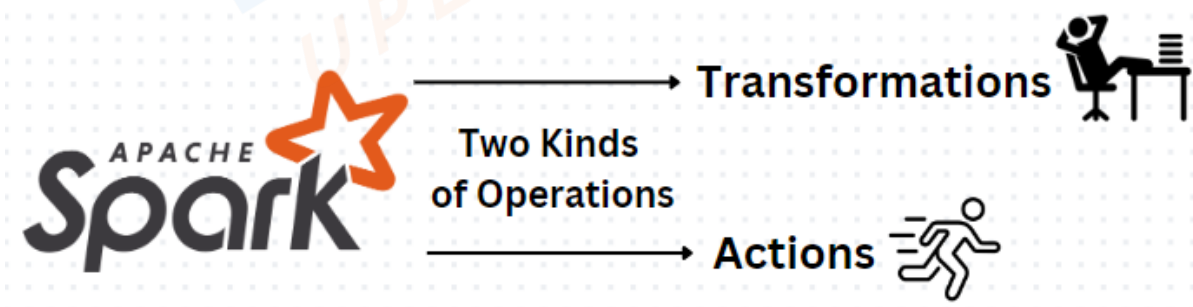 APACHE
Spark
Transformations
Two Kinds
of Operations
Actions